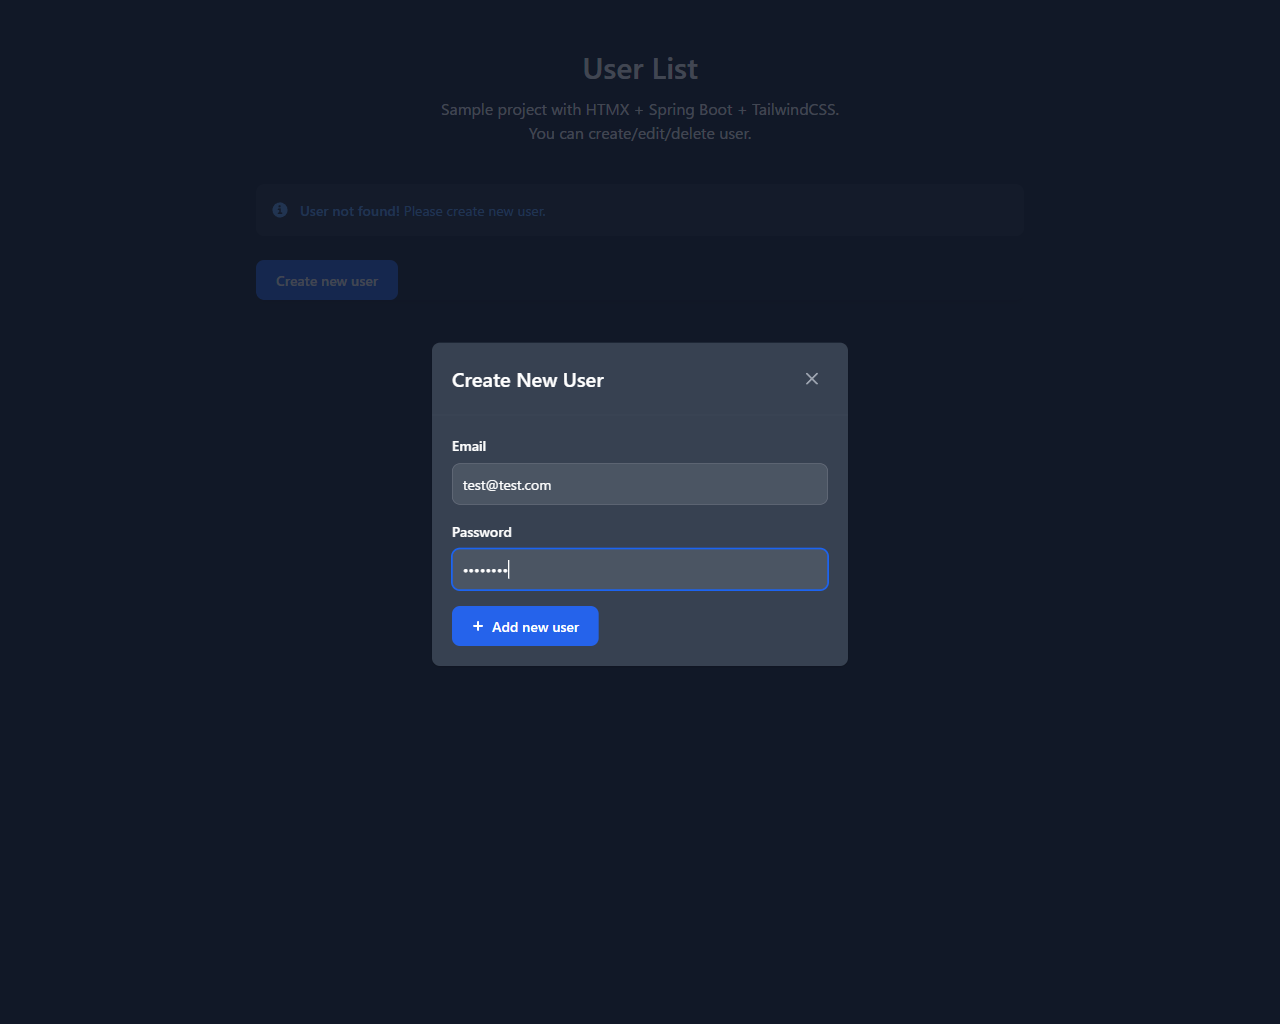 User List
Sample project with HTMX + Spring Boot + TailwindCSS.
You can create/edit/delete user.
User not found! Please create new user.
Create new user
Create New User
Email
test@test.com
Password
••••••••
+ Add new user